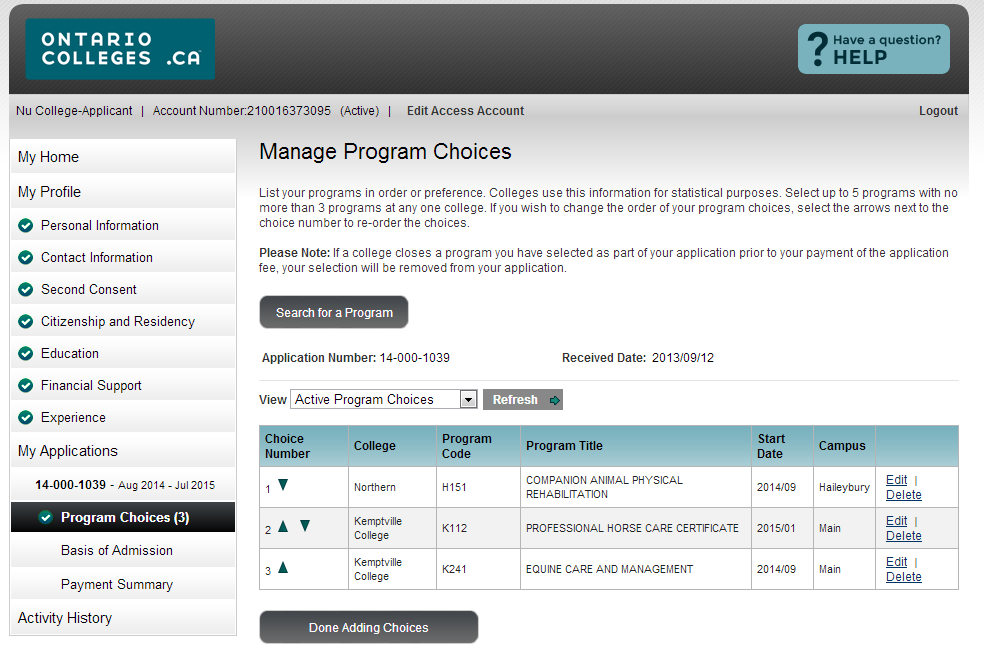 ONTARIO
COLLEGES .CA
Have a question?
HELP
Nu College-Applicant | Account Number:210016373095 (Active) | Edit Access Account
Logout
My Home
My Profile
Personal Information
Contact Information
Second Consent
Citizenship and Residency
Education
Financial Support
Experience
My Applications
14-000-1039 - Aug 2014 - Jul 2015
Program Choices (3)
Basis of Admission
Payment Summary
Activity History
Manage Program Choices
List your programs in order or preference. Colleges use this information for statistical purposes. Select up to 5 programs with no
more than 3 programs at any one college. If you wish to change the order of your program choices, select the arrows next to the
choice number to re-order the choices.
Please Note: If a college closes a program you have selected as part of your application prior to your payment of the application
fee, your selection will be removed from your application.
Search for a Program
Application Number: 14-000-1039
Received Date: 2013/09/12
View Active Program Choices Refresh
Choice Number College Program Code Program Title Start Date Campus
1 Northern H151 COMPANION ANIMAL PHYSICAL REHABILITATION 2014/09 Haileybury Edit | Delete
2 Kemptville College K112 PROFESSIONAL HORSE CARE CERTIFICATE 2015/01 Main Edit | Delete
3 Kemptville College K241 EQUINE CARE AND MANAGEMENT 2014/09 Main Edit | Delete
Done Adding Choices